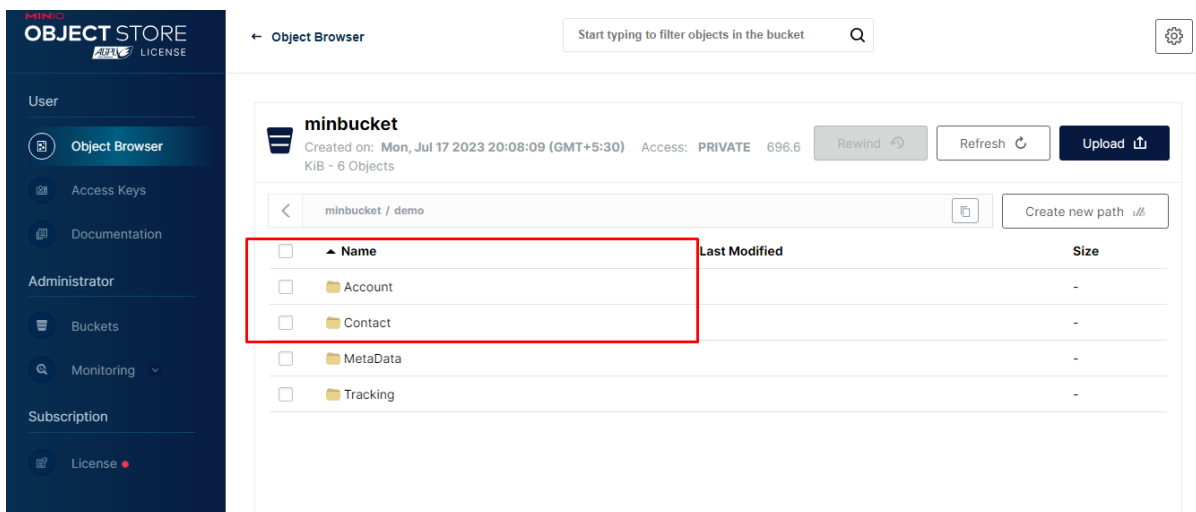 MINIO
OBJECT STORE
AGPLV3 LICENSE
User
Object Browser
Access Keys
Documentation
Administrator
Buckets
Monitoring
Subscription
License
← Object Browser
Start typing to filter objects in the bucket
minbucket
Created on: Mon, Jul 17 2023 20:08:09 (GMT+5:30) Access: PRIVATE 696.6
KiB - 6 Objects
Rewind
Refresh
Upload
minbucket / demo
Create new path
Name Last Modified Size
Account -
Contact -
MetaData -
Tracking -